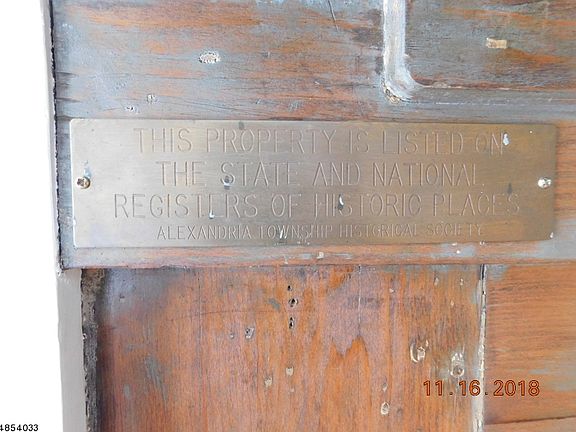 THIS PROPERTY IS LISTED ON
THE STATE AND NATIONAL
REGISTERS OF HISTORIC PLACES
ALEXANDRIA TOWNSHIP HISTORICAL SOCIETY
11.16.2018
4854033